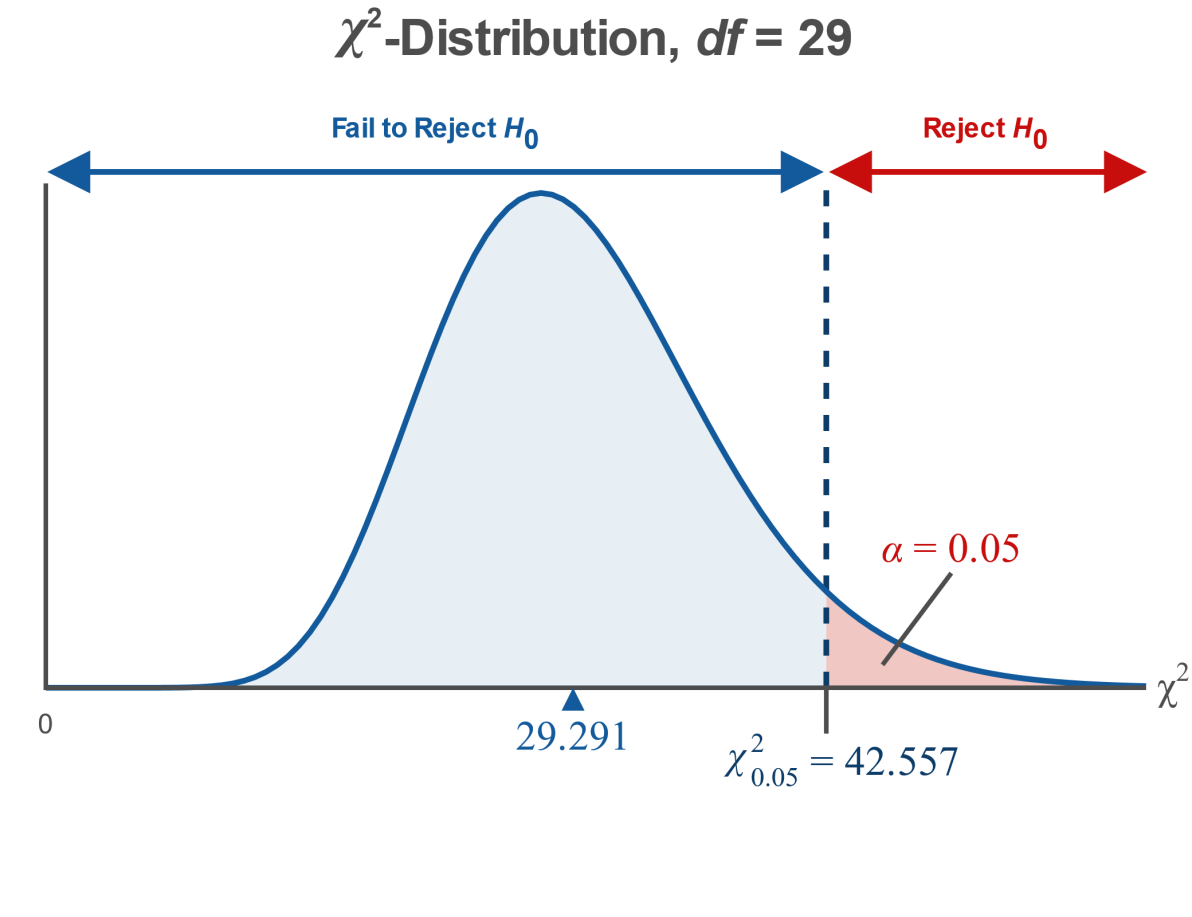 χ²-Distribution, df = 29
Fail to Reject H₀
Reject H₀
α = 0.05
χ²
0
29.291
χ²₀.₀₅ = 42.557